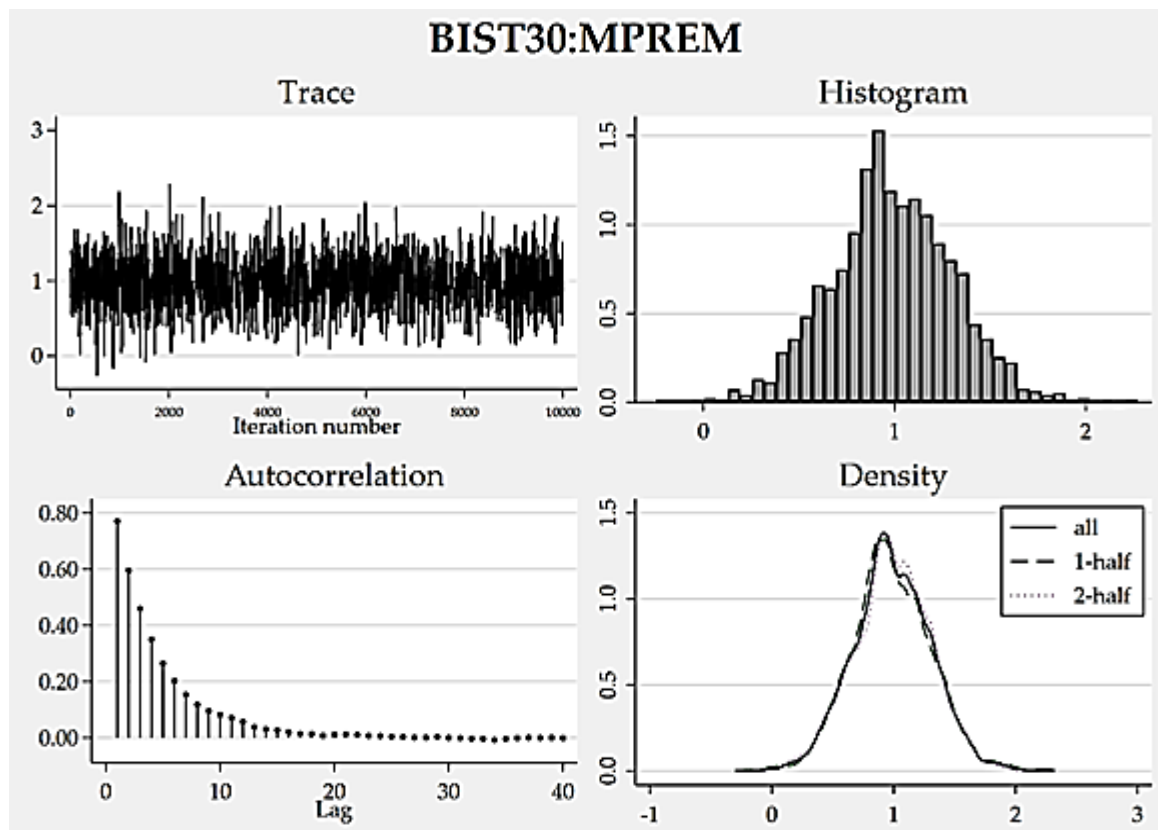 BIST30:MPREM
Trace
3
2
1
0
0 2000 4000 6000 8000 10000
Iteration number
Histogram
1.5
1.0
0.5
0.0
0 1 2
Autocorrelation
0.80
0.60
0.40
0.20
0.00
0 10 20 30 40
Lag
Density
1.5
1.0
0.5
0.0
-1 0 1 2 3
all
1-half
2-half